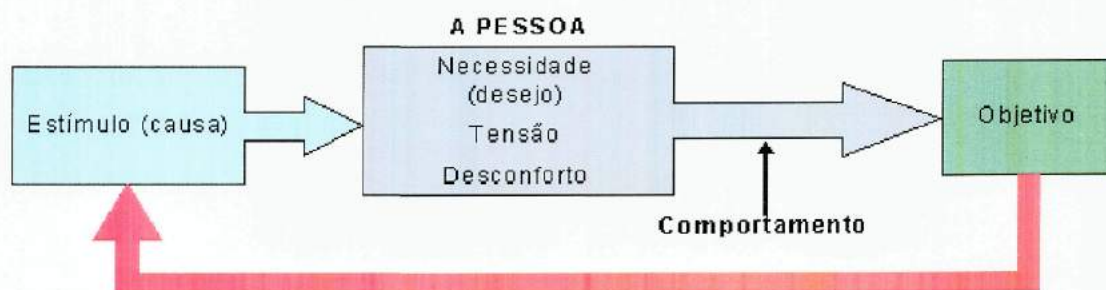 A PESSOA
Estímulo (causa)
Necessidade
(desejo)
Tensão
Desconforto
Objetivo
Comportamento